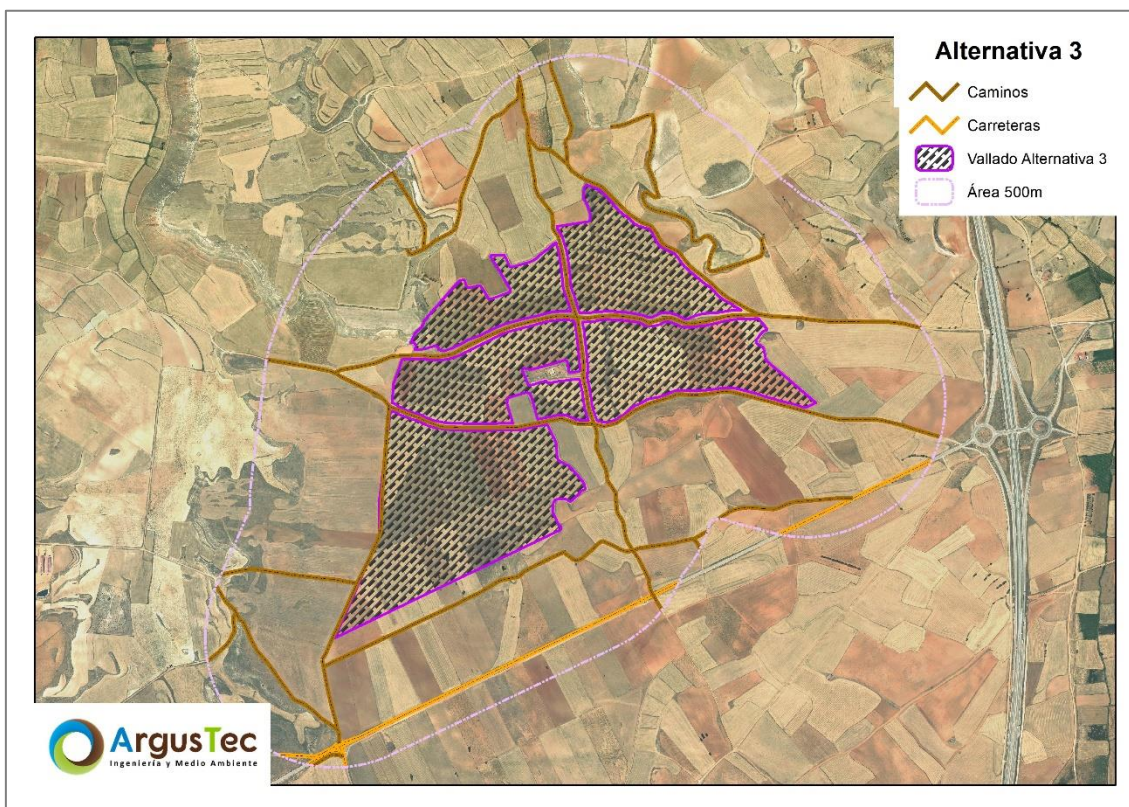 Alternativa 3
Caminos
Carreteras
Vallado Alternativa 3
Área 500m
ArgusTec
Ingeniería y Medio Ambiente